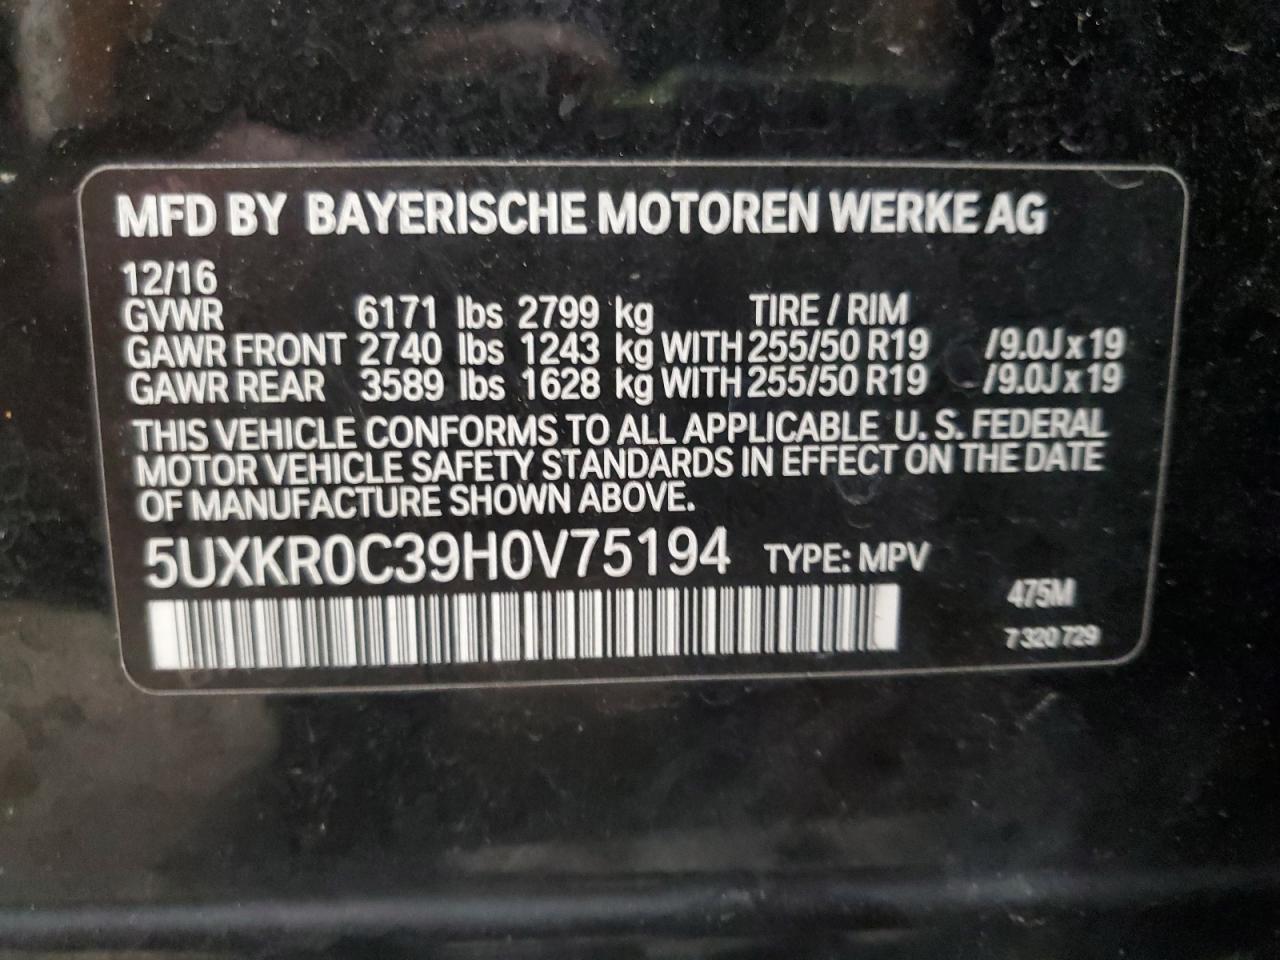 MFD BY BAYERISCHE MOTOREN WERKE AG
12/16
GVWR 6171 lbs 2799 kg TIRE / RIM
GAWR FRONT 2740 lbs 1243 kg WITH 255/50 R19 /9.0J x 19
GAWR REAR 3589 lbs 1628 kg WITH 255/50 R19 /9.0J x 19
THIS VEHICLE CONFORMS TO ALL APPLICABLE U. S. FEDERAL
MOTOR VEHICLE SAFETY STANDARDS IN EFFECT ON THE DATE
OF MANUFACTURE SHOWN ABOVE.
5UXKR0C39H0V75194 TYPE: MPV
475M
7 320 729